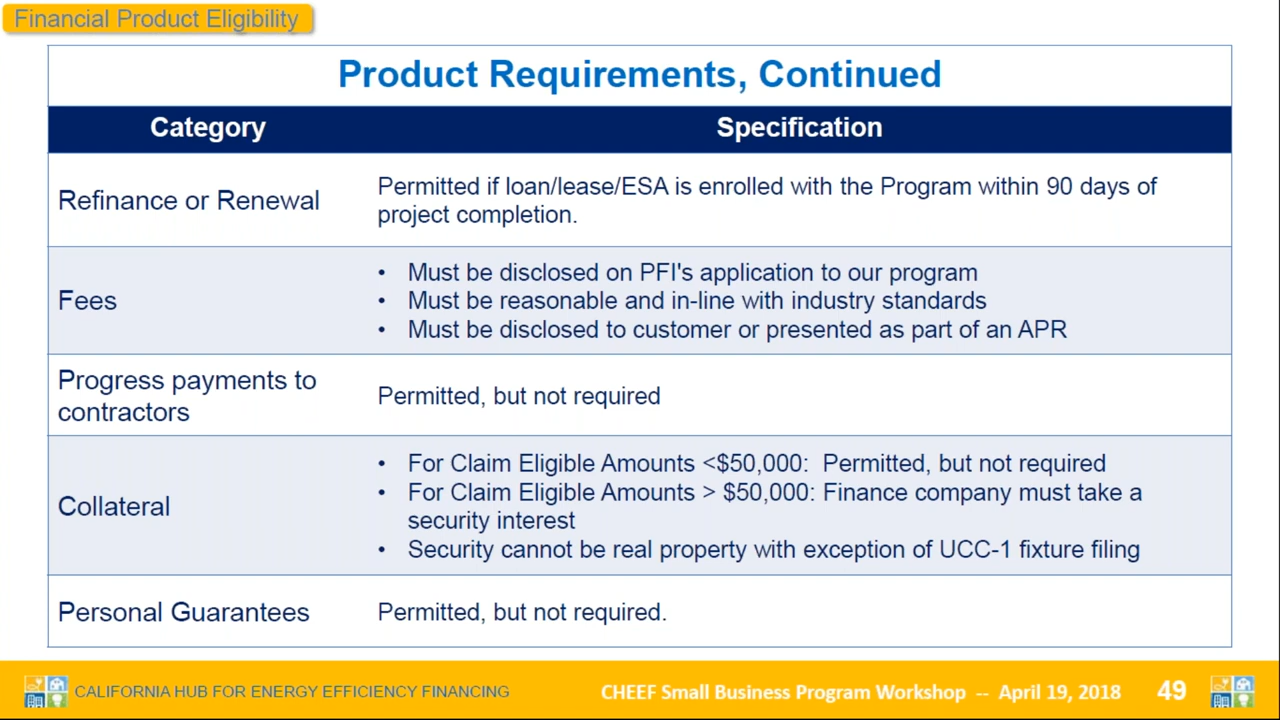 Financial Product Eligibility
Product Requirements, Continued
Category
Specification
Refinance or Renewal
Permitted if loan/lease/ESA is enrolled with the Program within 90 days of
project completion.
Fees
• Must be disclosed on PFI's application to our program
• Must be reasonable and in-line with industry standards
• Must be disclosed to customer or presented as part of an APR
Progress payments to
contractors
Permitted, but not required
Collateral
• For Claim Eligible Amounts <$50,000: Permitted, but not required
• For Claim Eligible Amounts > $50,000: Finance company must take a
security interest
• Security cannot be real property with exception of UCC-1 fixture filing
Personal Guarantees
Permitted, but not required.
CALIFORNIA HUB FOR ENERGY EFFICIENCY FINANCING
CHEEF Small Business Program Workshop -- April 19, 2018
49